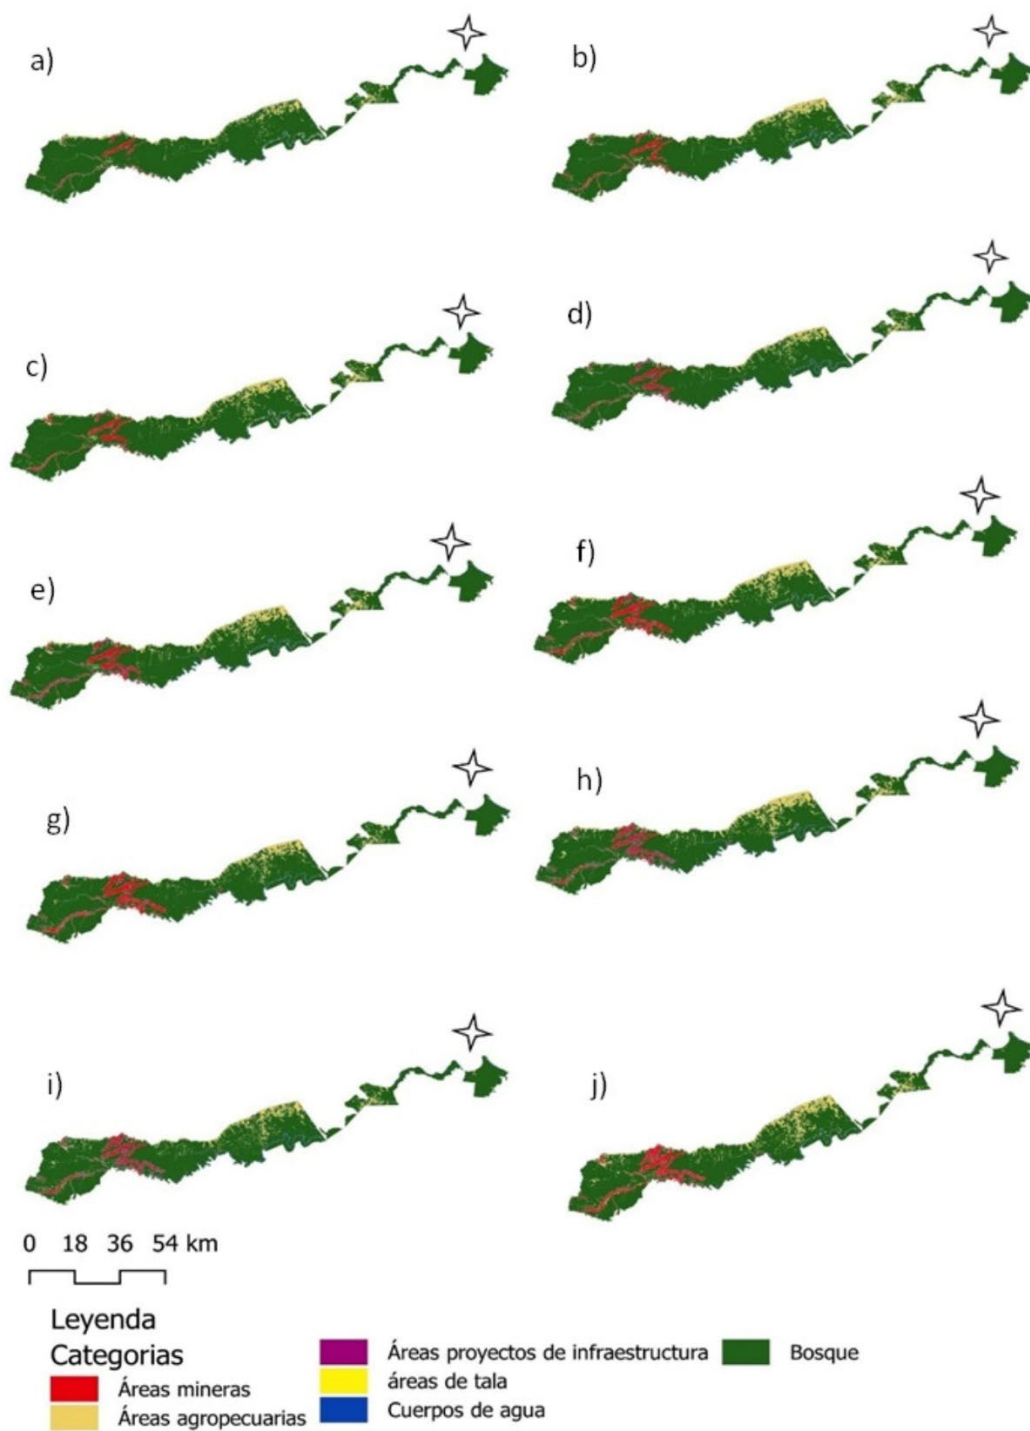 a)
b)
c)
d)
e)
f)
g)
h)
i)
j)
0 18 36 54 km
Leyenda
Categorias
Áreas mineras
Áreas agropecuarias
Áreas proyectos de infraestructura
áreas de tala
Cuerpos de agua
Bosque